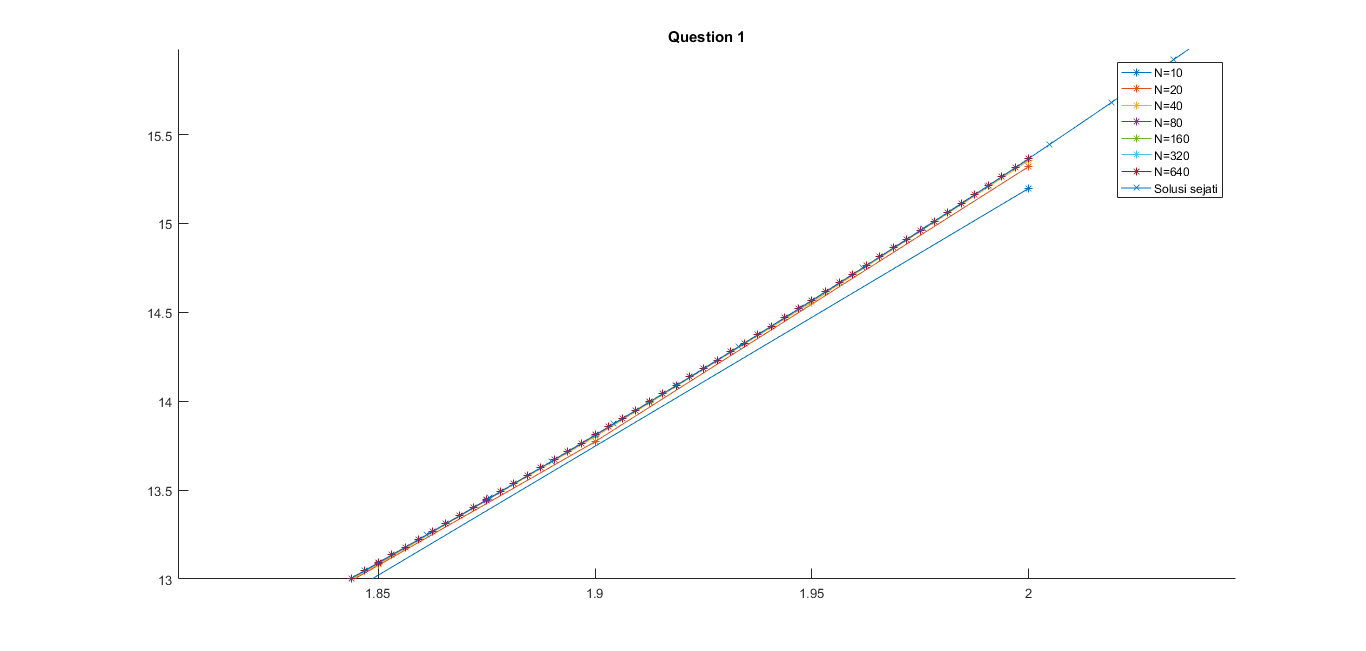 Question 1
N=10
N=20
N=40
N=80
N=160
N=320
N=640
Solusi sejati
15.5
15
14.5
14
13.5
13
1.85
1.9
1.95
2